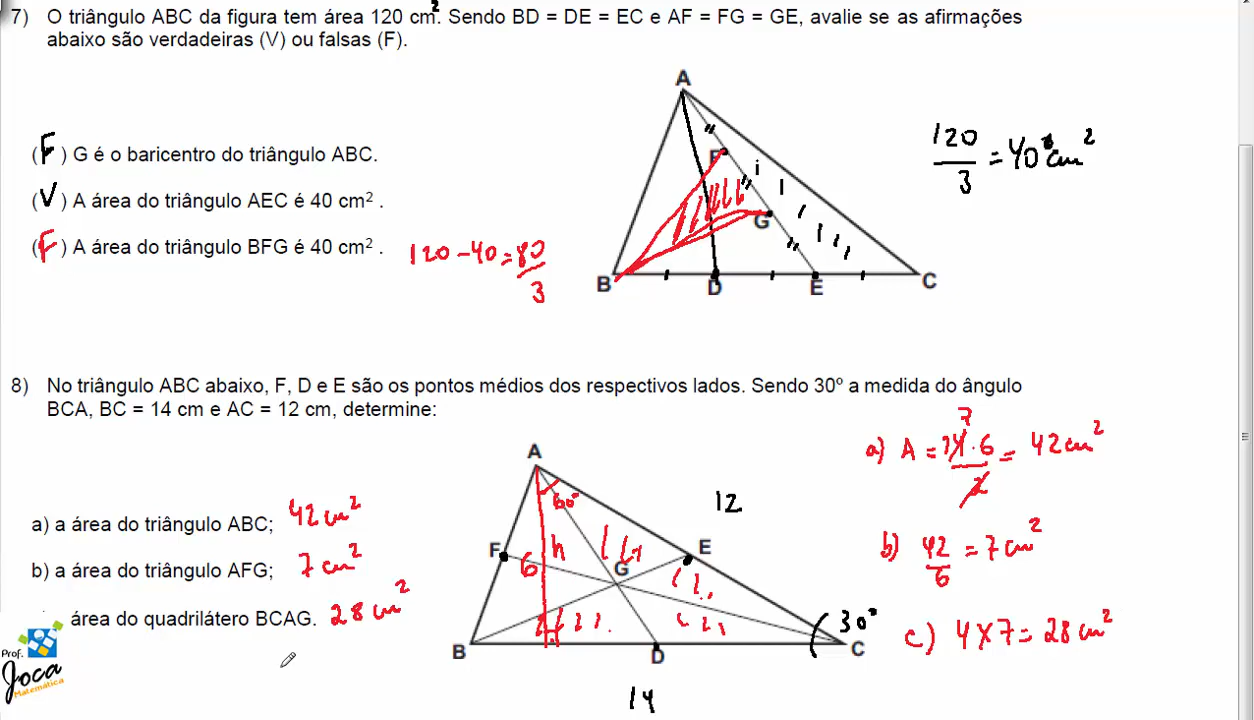 7) O triângulo ABC da figura tem área 120 cm². Sendo BD = DE = EC e AF = FG = GE, avalie se as afirmações
abaixo são verdadeiras (V) ou falsas (F).
A
F
G
B
D
E
C
120/3 = 40 cm²
(F) G é o baricentro do triângulo ABC.
(V) A área do triângulo AEC é 40 cm² .
(F) A área do triângulo BFG é 40 cm² .
120 - 40 = 80/3
8) No triângulo ABC abaixo, F, D e E são os pontos médios dos respectivos lados. Sendo 30º a medida do ângulo
BCA, BC = 14 cm e AC = 12 cm, determine:
A
60°
12
F
6
h
E
G
30°
B
D
C
14
a) a área do triângulo ABC; 42 cm²
b) a área do triângulo AFG; 7 cm²
área do quadrilátero BCAG. 28 cm²
a) A = 14 7 · 6 / 2 = 42 cm²
b) 42/6 = 7 cm²
c) 4 X 7 = 28 cm²
Prof.
Joca
Matemática